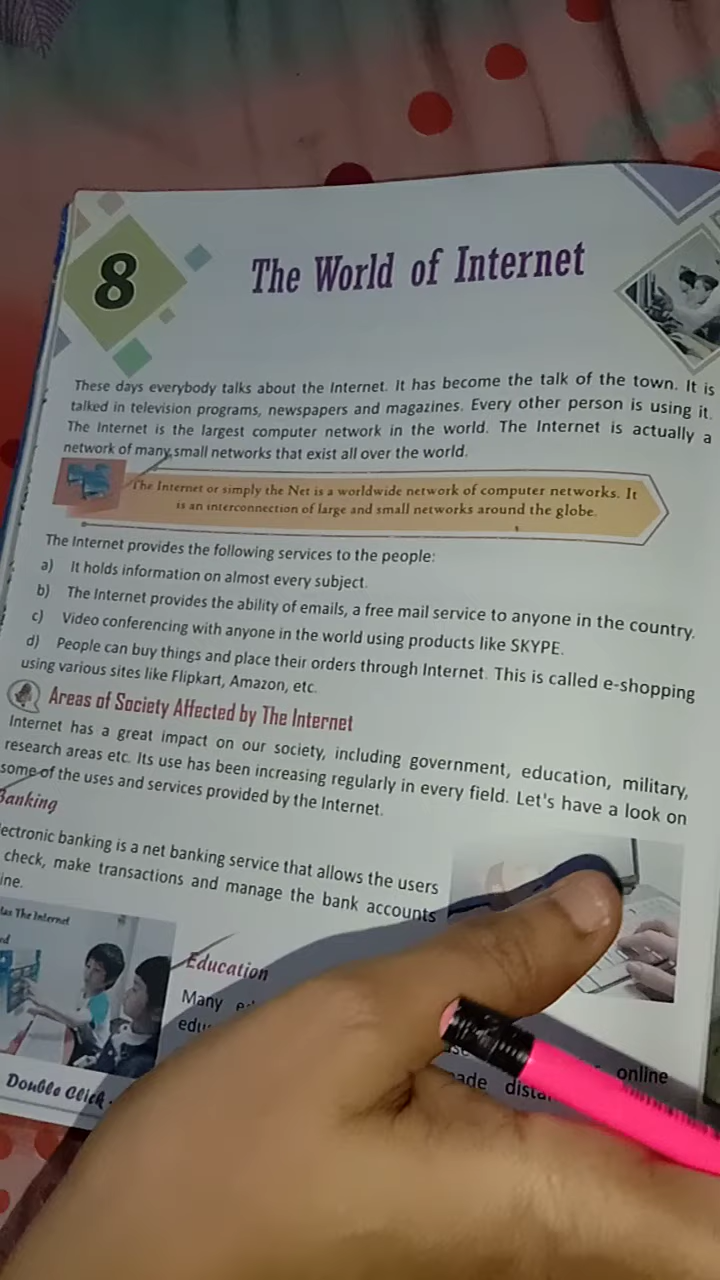 8
The World of Internet
These days everybody talks about the Internet. It has become the talk of the town. It is
talked in television programs, newspapers and magazines. Every other person is using it.
The Internet is the largest computer network in the world. The Internet is actually a
network of many small networks that exist all over the world.
The Internet or simply the Net is a worldwide network of computer networks. It
is an interconnection of large and small networks around the globe.
The Internet provides the following services to the people:
a) It holds information on almost every subject.
b) The Internet provides the ability of emails, a free mail service to anyone in the country.
c) Video conferencing with anyone in the world using products like SKYPE.
d) People can buy things and place their orders through Internet. This is called e-shopping
using various sites like Flipkart, Amazon, etc.
Areas of Society Affected by The Internet
Internet has a great impact on our society, including government, education, military,
research areas etc. Its use has been increasing regularly in every field. Let's have a look on
some of the uses and services provided by the Internet.
Banking
lectronic banking is a net banking service that allows the users
check, make transactions and manage the bank accounts
ine.
The Internet
Education
Many
online
Double Click